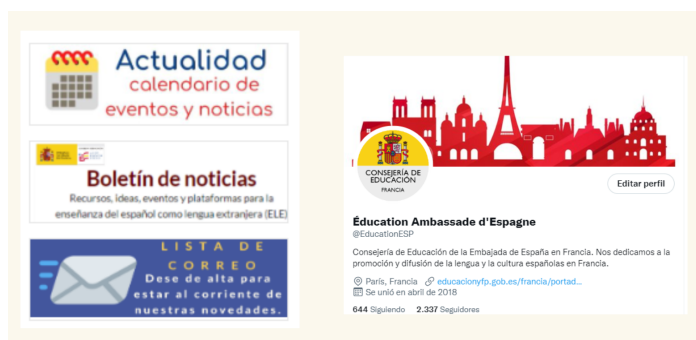 Actualidad
calendario de
eventos y noticias
Boletín de noticias
Recursos, ideas, eventos y plataformas para la
enseñanza del español como lengua extranjera (ELE)
LISTA DE
CORREO
Dese de alta para
estar al corriente de
nuestras novedades.
CONSEJERÍA DE
EDUCACIÓN
FRANCIA
Editar perfil
Éducation Ambassade d'Espagne
@EducationESP
Consejería de Educación de la Embajada de España en Francia. Nos dedicamos a la
promoción y difusión de la lengua y la cultura españolas en Francia.
París, Francia educacionyfp.gob.es/francia/portad...
Se unió en abril de 2018
644 Siguiendo 2.337 Seguidores